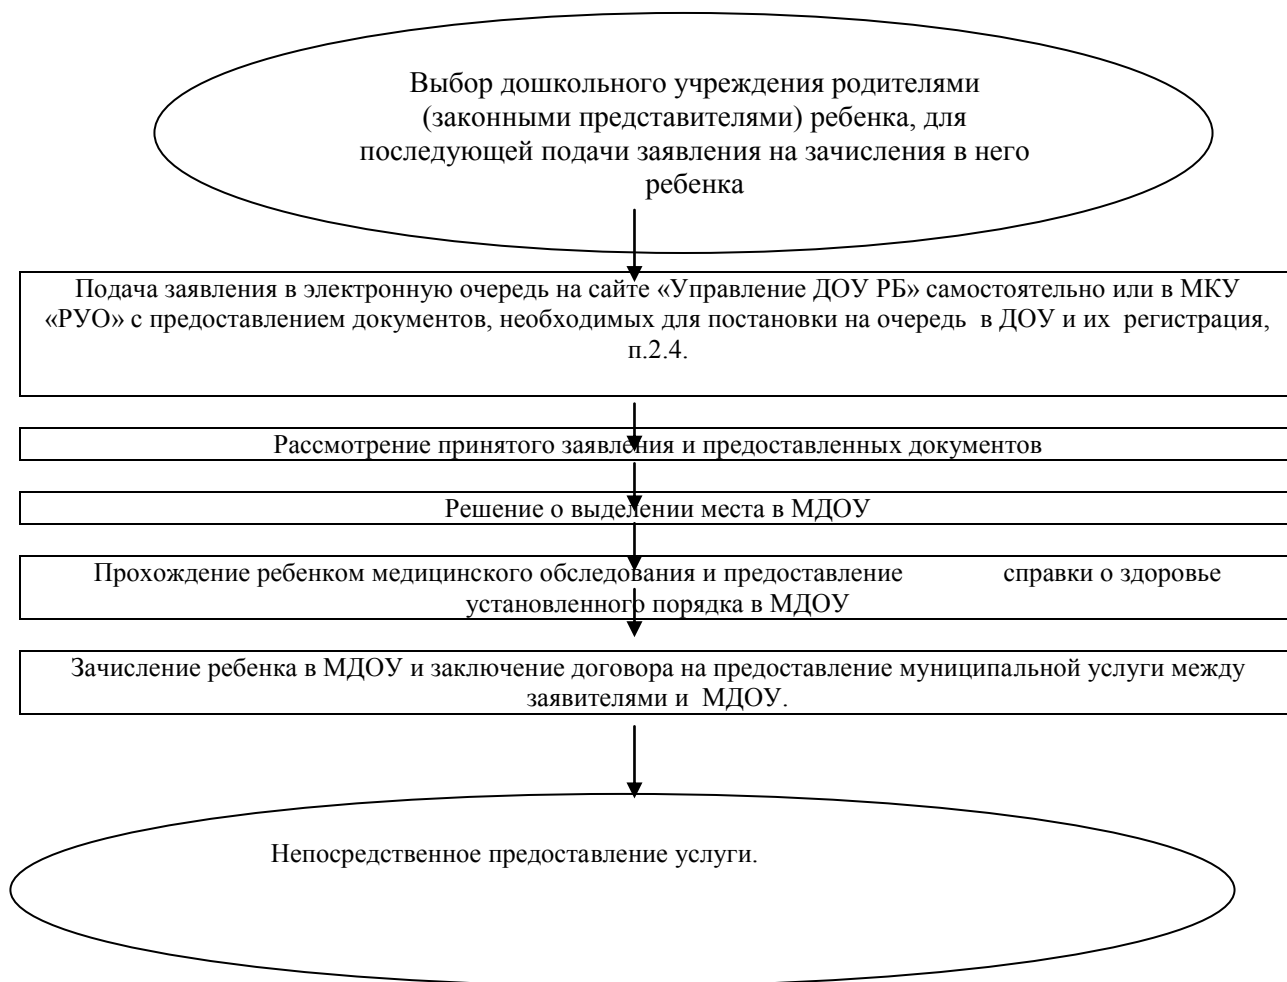 Выбор дошкольного учреждения родителями
(законными представителями) ребенка, для
последующей подачи заявления на зачисления в него
ребенка
Подача заявления в электронную очередь на сайте «Управление ДОУ РБ» самостоятельно или в МКУ
«РУО» с предоставлением документов, необходимых для постановки на очередь в ДОУ и их регистрация,
п.2.4.
Рассмотрение принятого заявления и предоставленных документов
Решение о выделении места в МДОУ
Прохождение ребенком медицинского обследования и предоставление справки о здоровье
установленного порядка в МДОУ
Зачисление ребенка в МДОУ и заключение договора на предоставление муниципальной услуги между
заявителями и МДОУ.
Непосредственное предоставление услуги.